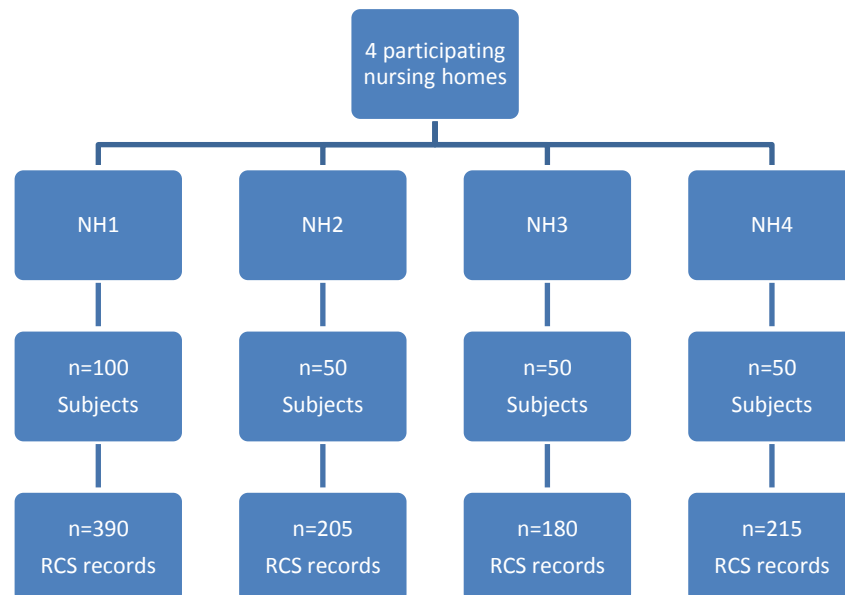 4 participating
nursing homes
NH1
NH2
NH3
NH4
n=100
Subjects
n=50
Subjects
n=50
Subjects
n=50
Subjects
n=390
RCS records
n=205
RCS records
n=180
RCS records
n=215
RCS records